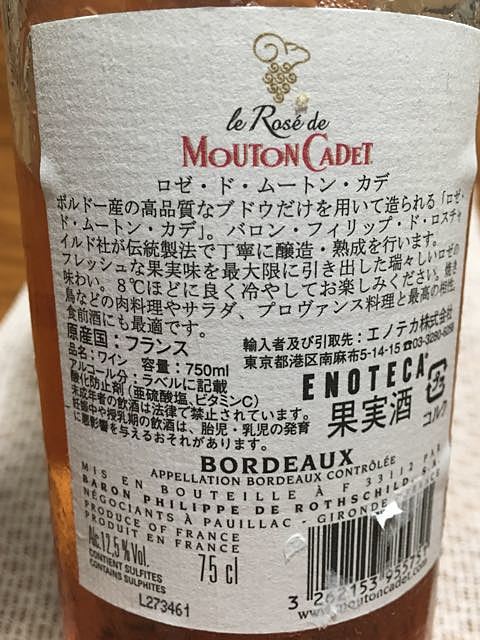 le Rosé de
MOUTON CADET
ロゼ・ド・ムートン・カデ
ボルドー産の高品質なブドウだけを用いて造られる「ロゼ・
ド・ムートン・カデ」。バロン・フィリップ・ド・ロスチャ
イルド社が伝統製法で丁寧に醸造・熟成を行います。
フレッシュな果実味を最大限に引き出した瑞々しいロゼの
味わい。8℃ほどに良く冷やしてお楽しみください。焼き
鳥などの肉料理やサラダ、プロヴァンス料理と最高の相性。
食前酒にも最適です。
原産国：フランス
品名：ワイン 容量：750ml
アルコール分：ラベルに記載
酸化防止剤（亜硫酸塩、ビタミンC）
未成年者の飲酒は法律で禁止されています。
妊娠中や授乳期の飲酒は、胎児・乳児の発育
に悪影響を与えるおそれがあります。
輸入者及び引取先：エノテカ株式会社
東京都港区南麻布5-14-15 ☎03-3280-6258
ENOTECA
果実酒
コルク
BORDEAUX
APPELLATION BORDEAUX CONTRÔLÉE
MIS EN BOUTEILLE À F 33112 PAR
BARON PHILIPPE DE ROTHSCHILD S.A.
NÉGOCIANTS À PAUILLAC - GIRONDE
PRODUCE OF FRANCE
PRODUIT EN FRANCE
Alc.12,5% Vol.
75 cl
CONTIENT SULFITES
CONTAINS SULPHITES
L273461
3 262153 955751
www.moutoncadet.com